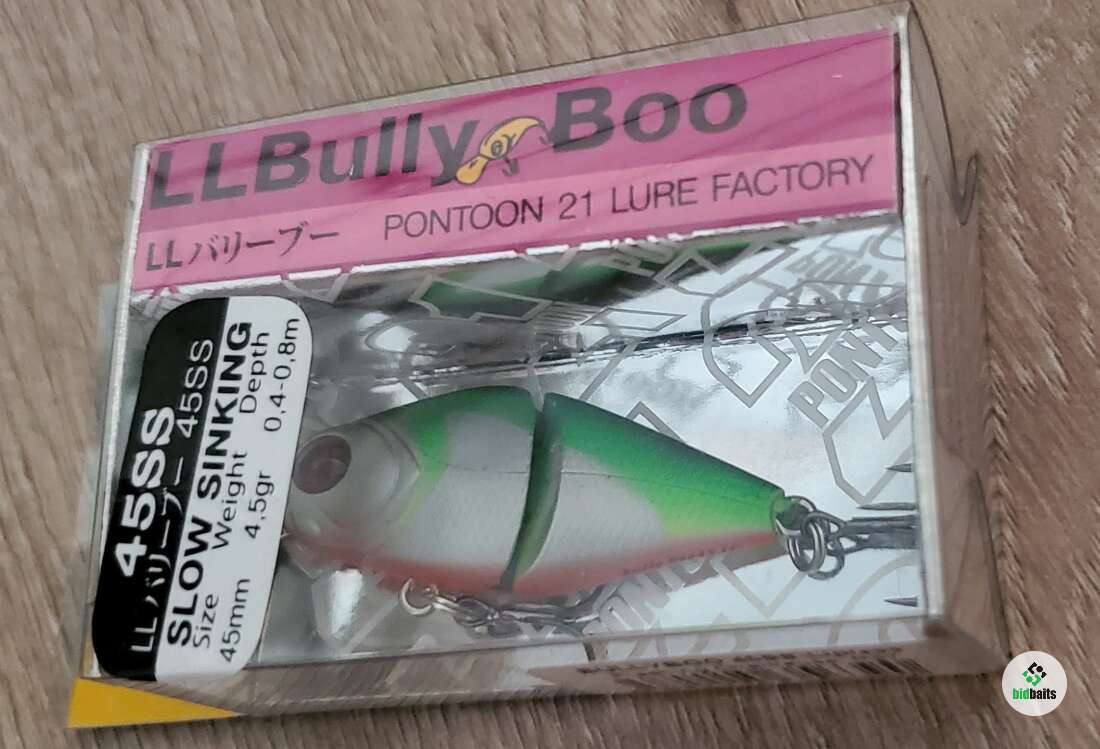 LLBully Boo
LLバリーブー PONTOON 21 LURE FACTORY
45SS
LLバリーブー 45SS
SLOW SINKING
Size Weight Depth
45mm 4,5gr 0,4-0,8m
PONTOON
bidbaits